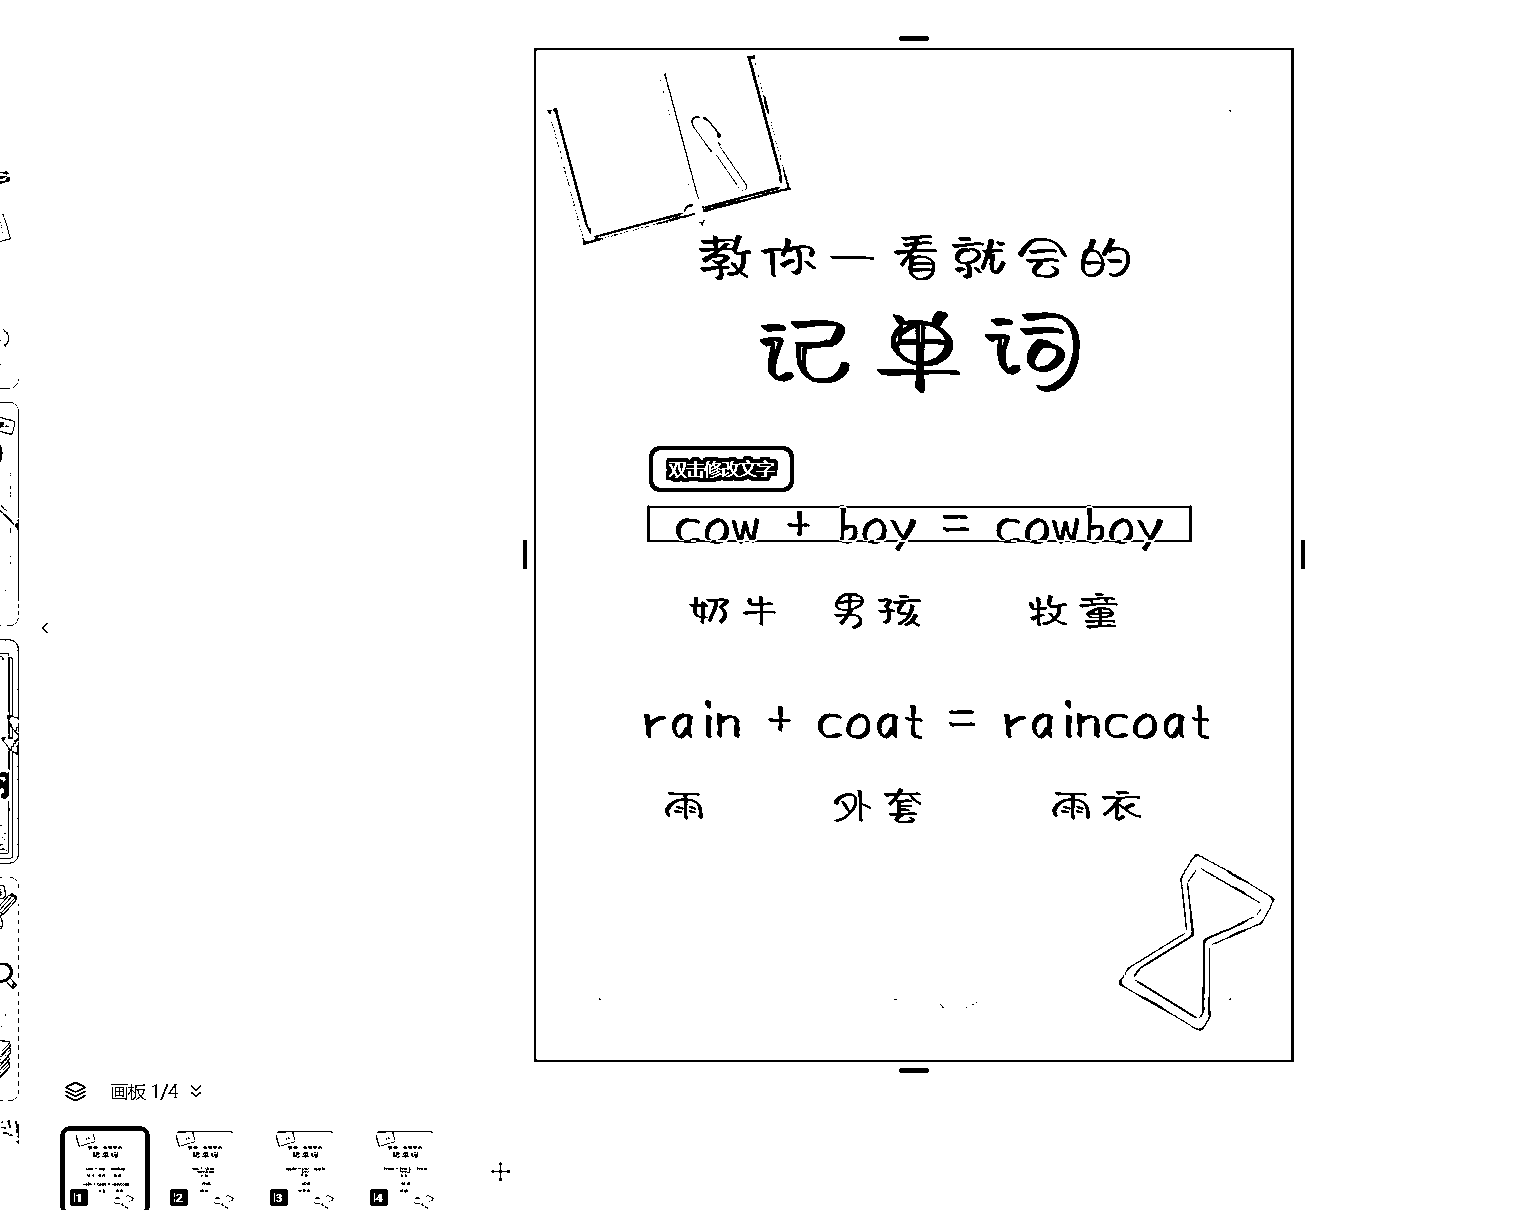 教你一看就会的
记单词
双击修改文字
cow + boy = cowboy
奶牛 男孩 牧童
rain + coat = raincoat
雨 外套 雨衣
画板 1/4
1 2 3 4